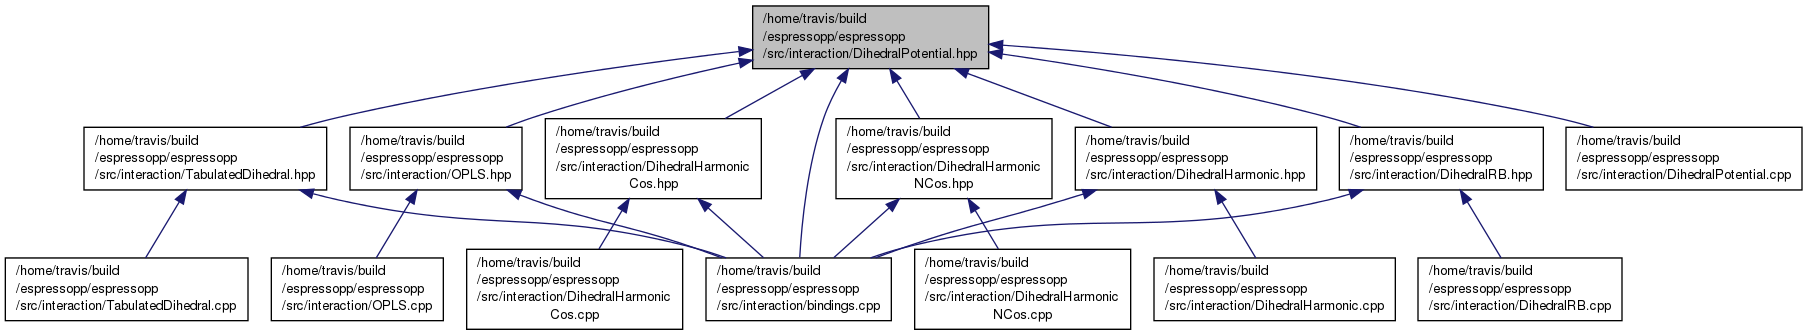 /home/travis/build
/espressopp/espressopp
/src/interaction/DihedralPotential.hpp
/home/travis/build
/espressopp/espressopp
/src/interaction/TabulatedDihedral.hpp
/home/travis/build
/espressopp/espressopp
/src/interaction/OPLS.hpp
/home/travis/build
/espressopp/espressopp
/src/interaction/DihedralHarmonic
Cos.hpp
/home/travis/build
/espressopp/espressopp
/src/interaction/DihedralHarmonic
NCos.hpp
/home/travis/build
/espressopp/espressopp
/src/interaction/DihedralHarmonic.hpp
/home/travis/build
/espressopp/espressopp
/src/interaction/DihedralRB.hpp
/home/travis/build
/espressopp/espressopp
/src/interaction/DihedralPotential.cpp
/home/travis/build
/espressopp/espressopp
/src/interaction/TabulatedDihedral.cpp
/home/travis/build
/espressopp/espressopp
/src/interaction/OPLS.cpp
/home/travis/build
/espressopp/espressopp
/src/interaction/DihedralHarmonic
Cos.cpp
/home/travis/build
/espressopp/espressopp
/src/interaction/bindings.cpp
/home/travis/build
/espressopp/espressopp
/src/interaction/DihedralHarmonic
NCos.cpp
/home/travis/build
/espressopp/espressopp
/src/interaction/DihedralHarmonic.cpp
/home/travis/build
/espressopp/espressopp
/src/interaction/DihedralRB.cpp